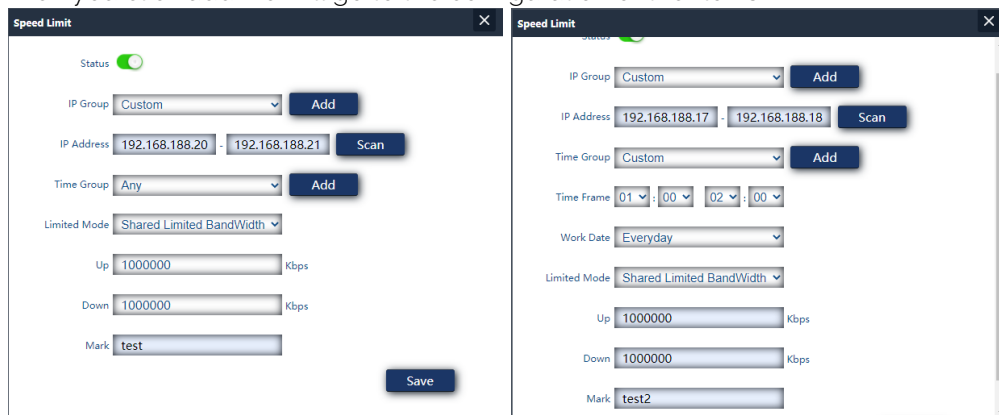 Speed Limit
Status
IP Group Custom Add
IP Address 192.168.188.20 - 192.168.188.21 Scan
Time Group Any Add
Limited Mode Shared Limited BandWidth
Up 1000000 Kbps
Down 1000000 Kbps
Mark test
Save
Speed Limit
IP Group Custom Add
IP Address 192.168.188.17 - 192.168.188.18 Scan
Time Group Custom Add
Time Frame 01 : 00 02 : 00
Work Date Everyday
Limited Mode Shared Limited BandWidth
Up 1000000 Kbps
Down 1000000 Kbps
Mark test2